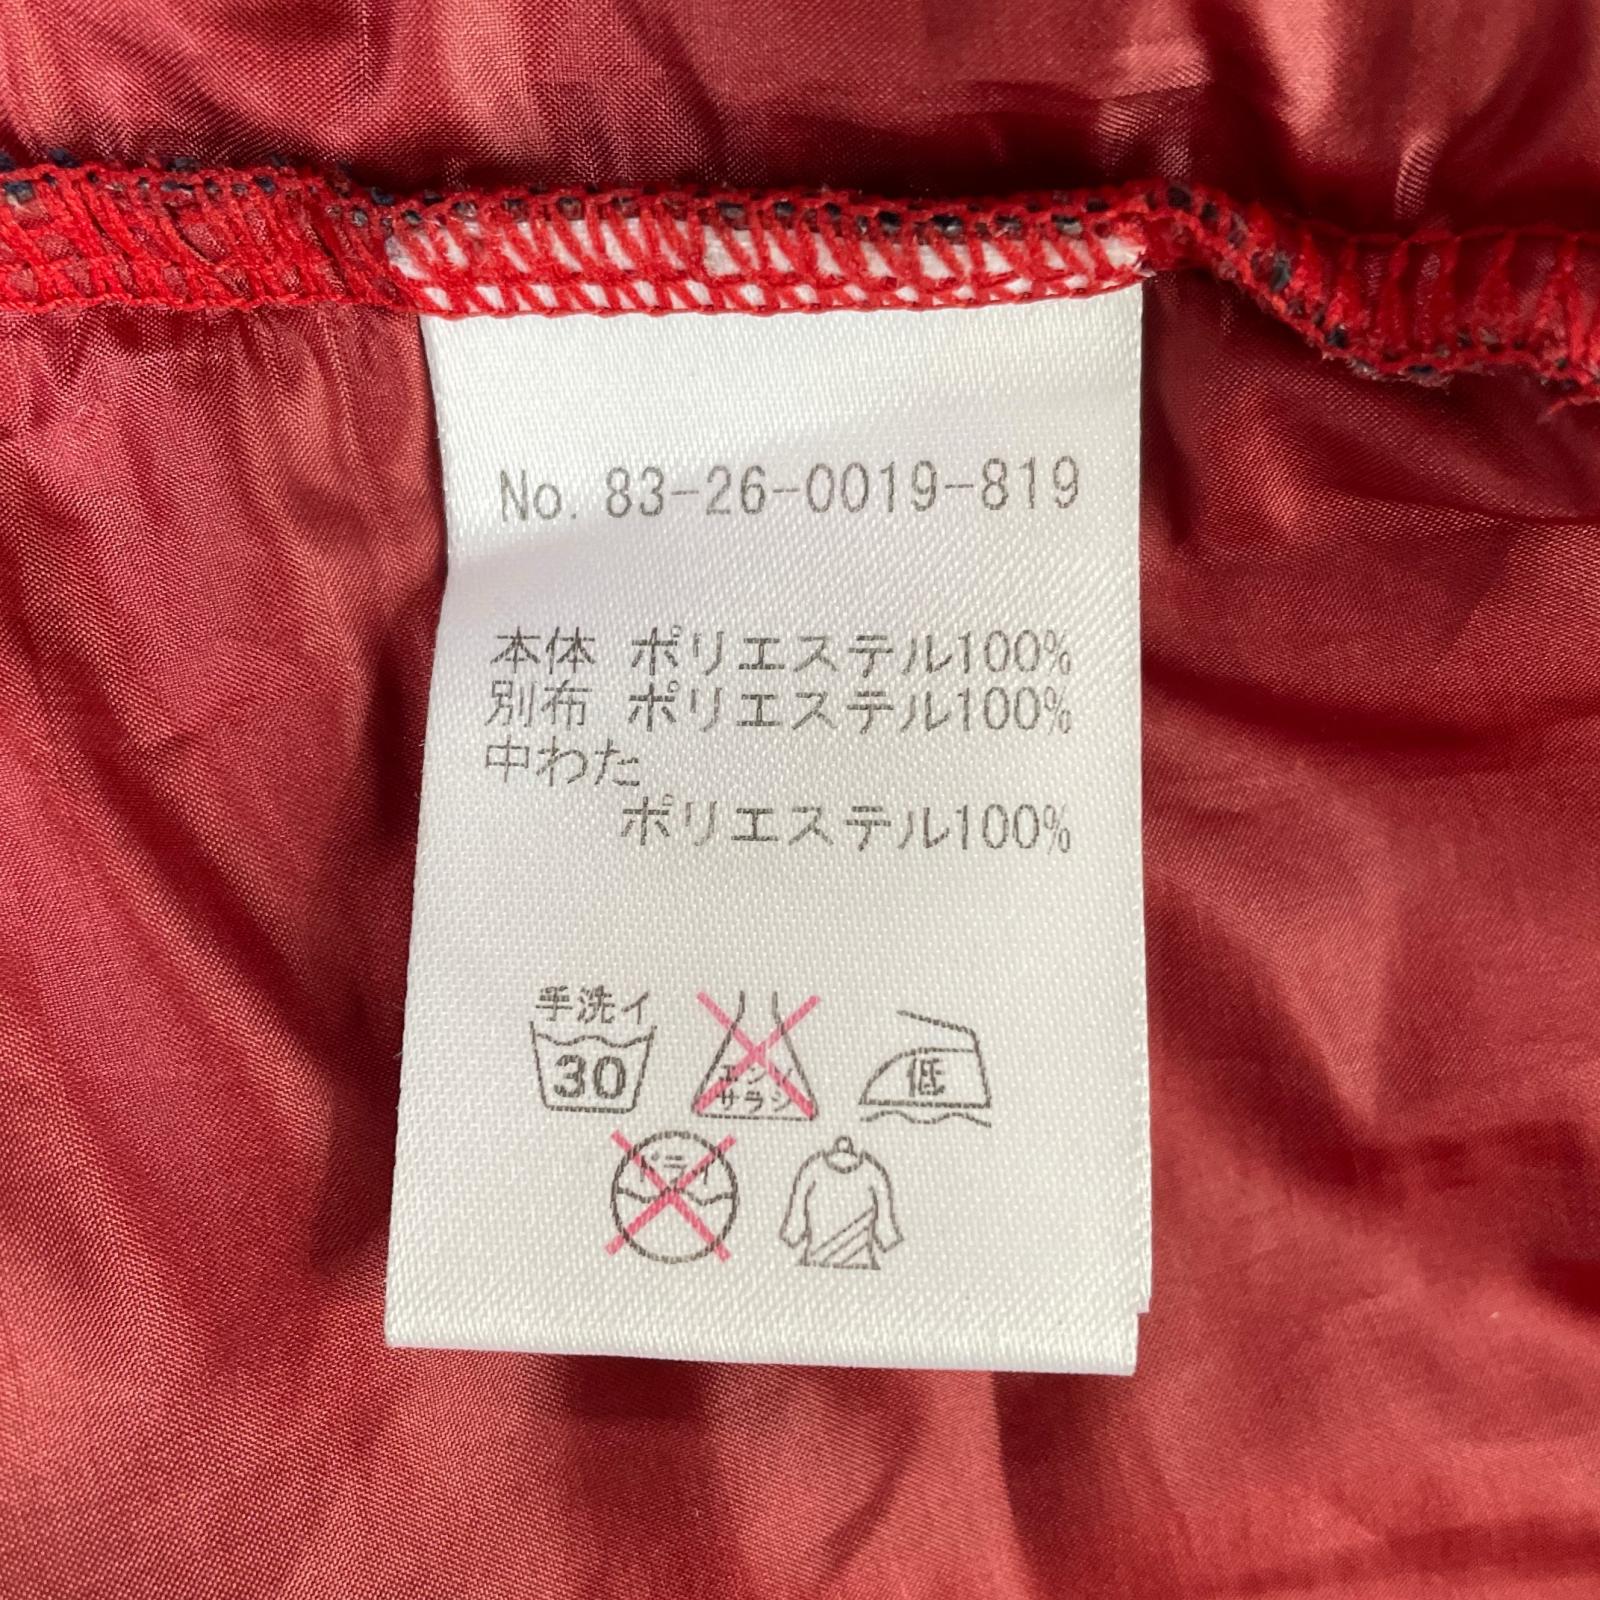 No. 83-26-0019-819
本体 ポリエステル100%
別布 ポリエステル100%
中わた
ポリエステル100%
手洗イ
30
エンソ
サラシ
低
ドライ